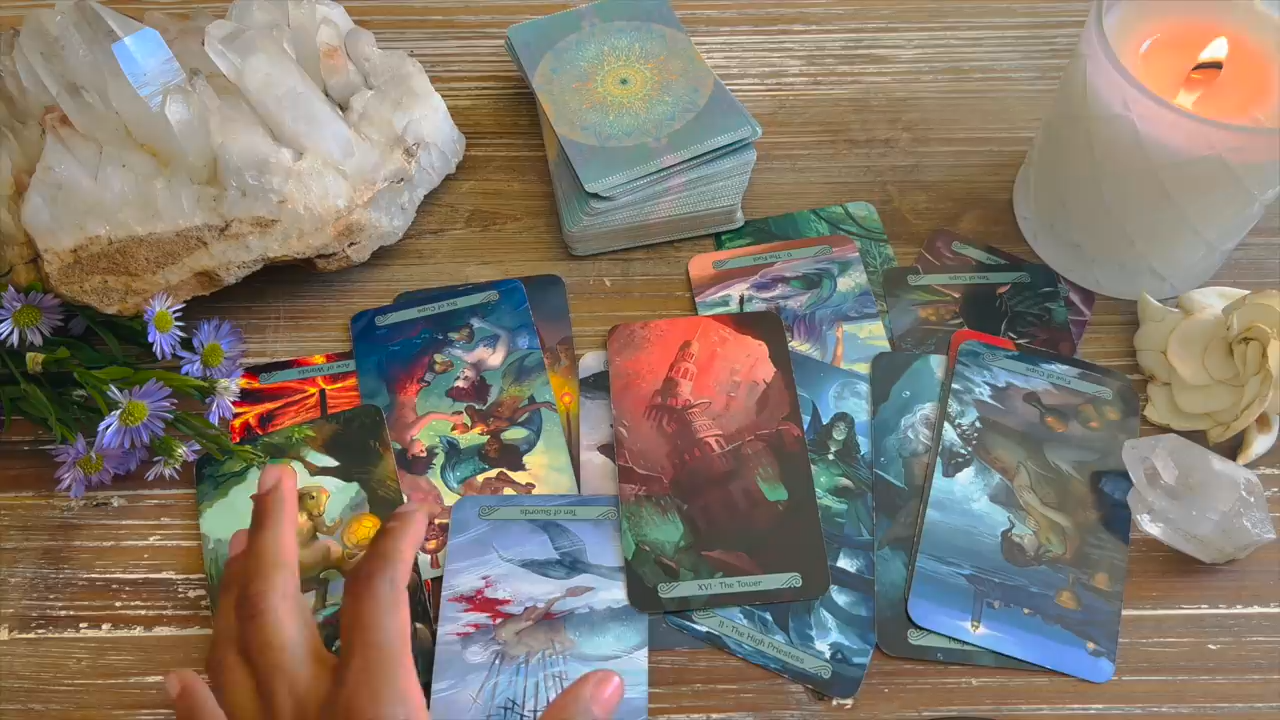 0 · The Fool
Ten of Cups
Six of Cups
Ace of Wands
Five of Cups
Ten of Swords
XVI · The Tower
II · The High Priestess